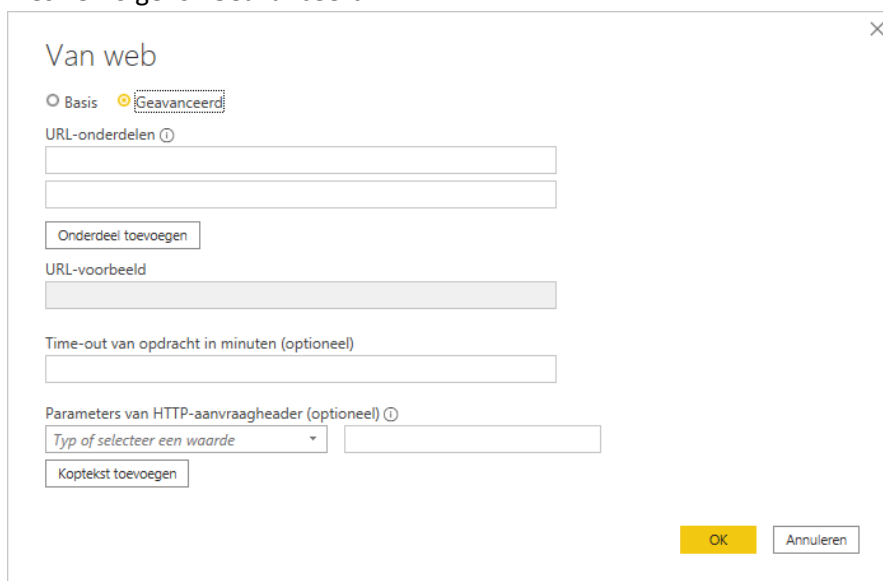 Van web
Basis Geavanceerd
URL-onderdelen
Onderdeel toevoegen
URL-voorbeeld
Time-out van opdracht in minuten (optioneel)
Parameters van HTTP-aanvraagheader (optioneel)
Typ of selecteer een waarde
Koptekst toevoegen
OK Annuleren